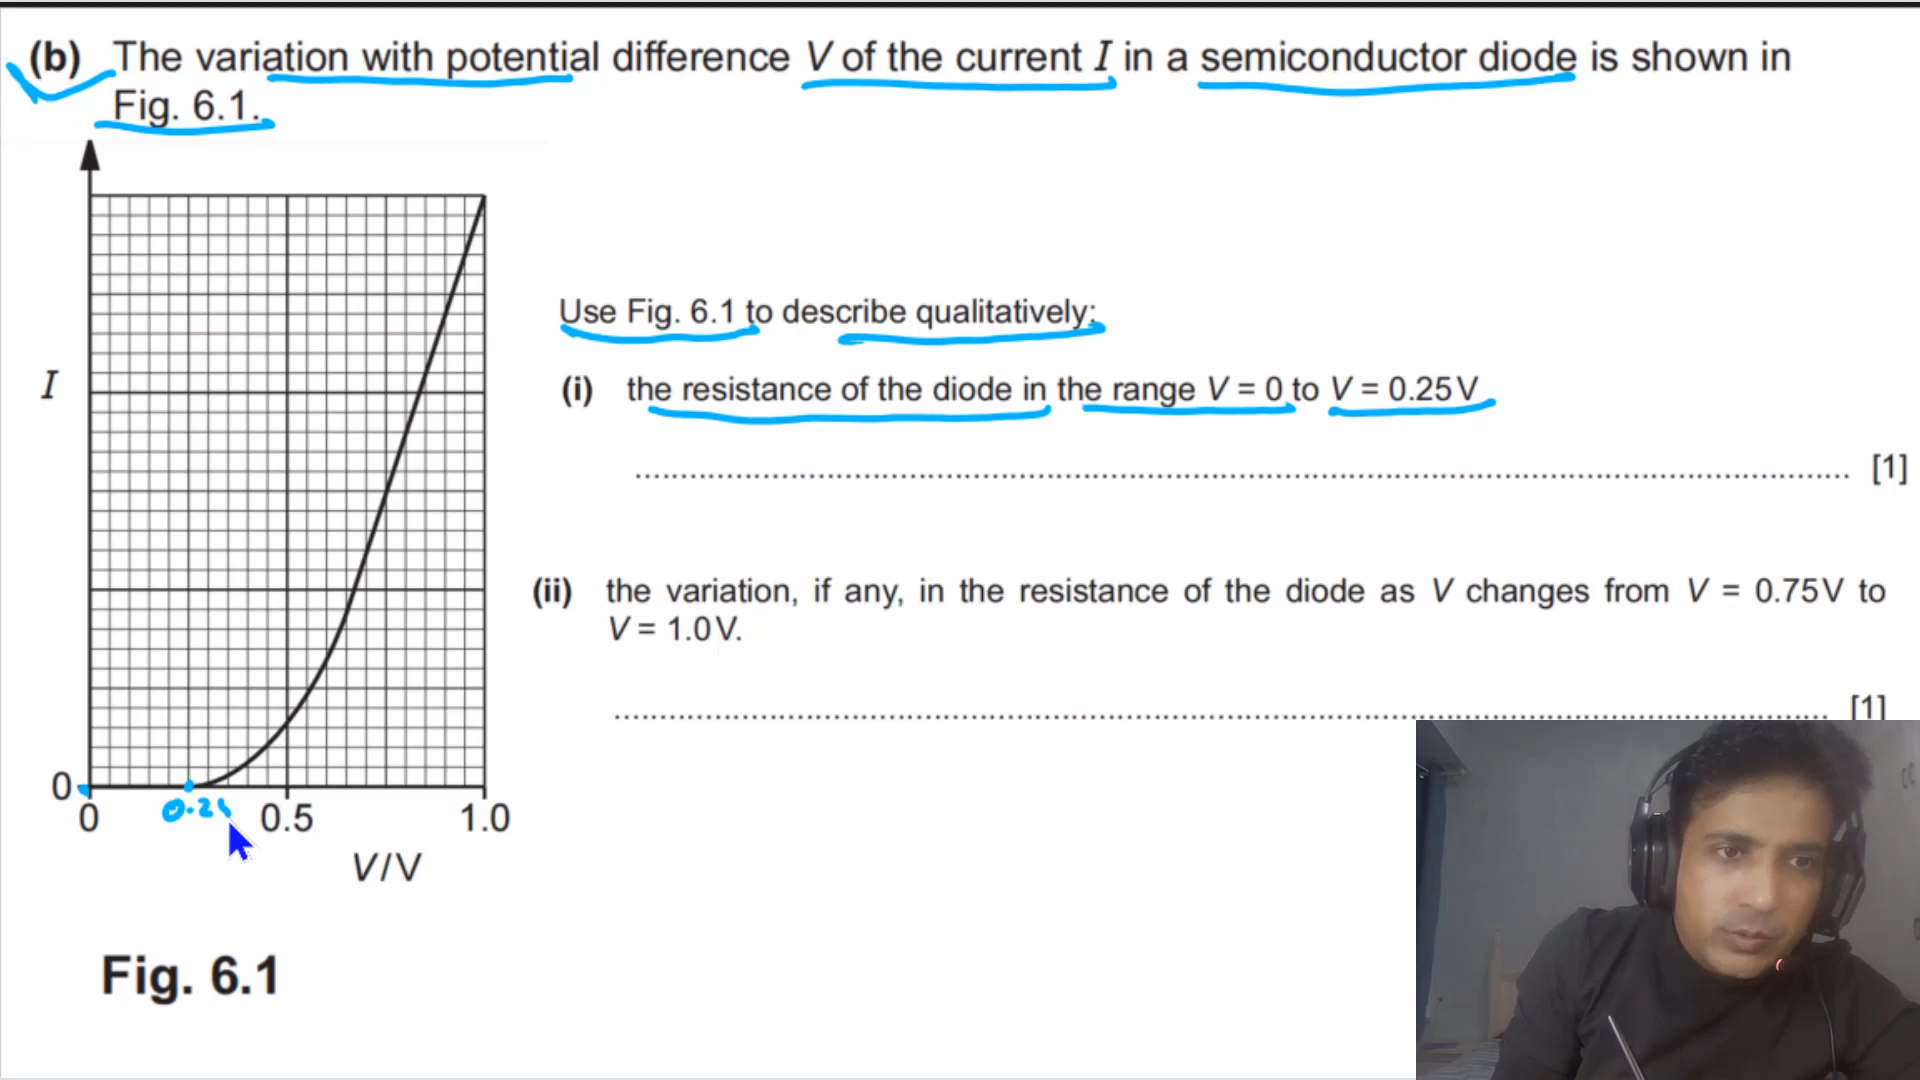 (b) The variation with potential difference V of the current I in a semiconductor diode is shown in
Fig. 6.1.
I
Use Fig. 6.1 to describe qualitatively:
(i) the resistance of the diode in the range V = 0 to V = 0.25 V
[1]
(ii) the variation, if any, in the resistance of the diode as V changes from V = 0.75 V to
V = 1.0 V.
[1]
0
0 0.5 1.0
V/V
Fig. 6.1